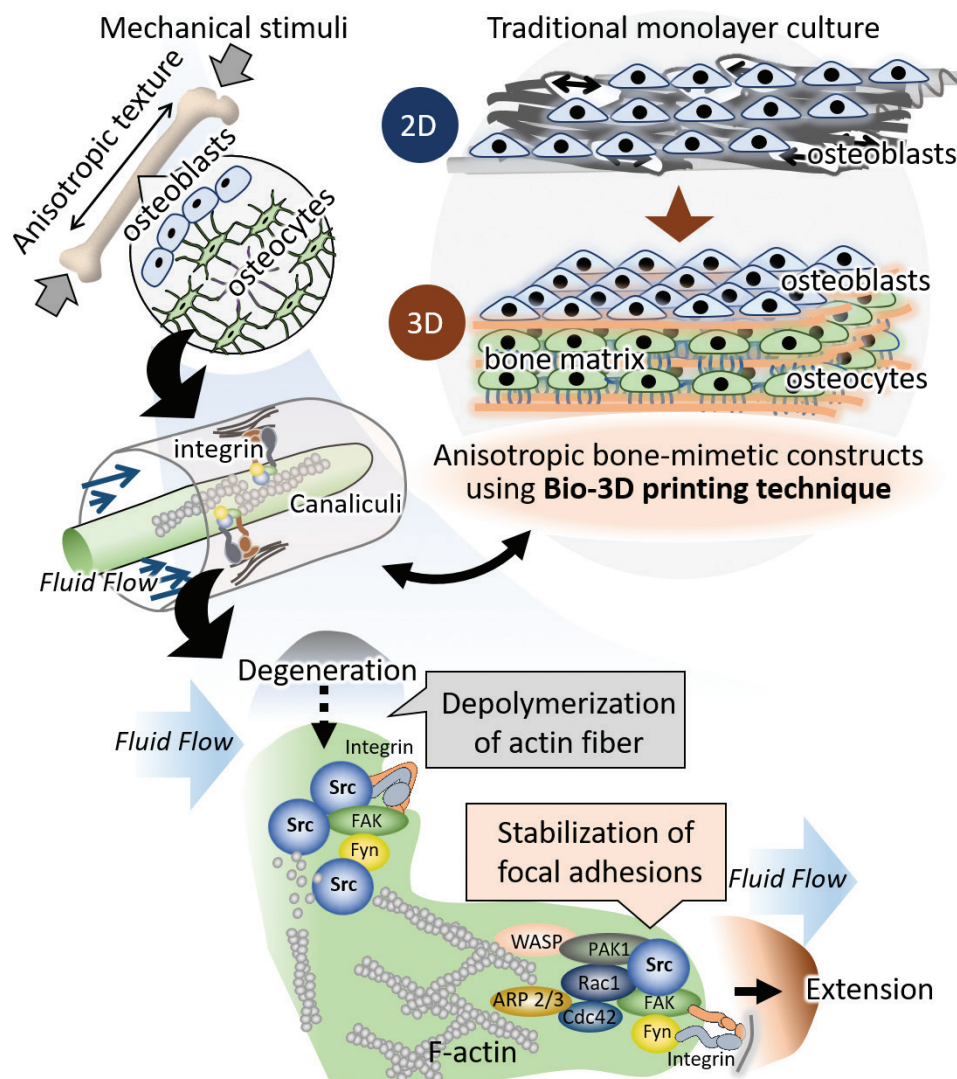 Mechanical stimuli
Anisotropic texture
osteoblasts
osteocytes
Traditional monolayer culture
2D
osteoblasts
3D
osteoblasts
bone matrix
osteocytes
Anisotropic bone-mimetic constructs
using Bio-3D printing technique
integrin
Canaliculi
Fluid Flow
Degeneration
Depolymerization
of actin fiber
Fluid Flow
Integrin
Src
Src
FAK
Fyn
Src
Stabilization of
focal adhesions
Fluid Flow
WASP
PAK1
Src
Rac1
ARP 2/3
FAK
Cdc42
Fyn
Extension
F-actin
Integrin